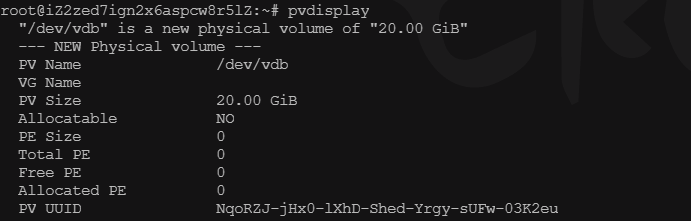 root@iZ2zed7ign2x6aspcw8r5lZ:~# pvdisplay
"/dev/vdb" is a new physical volume of "20.00 GiB"
--- NEW Physical volume ---
PV Name /dev/vdb
VG Name
PV Size 20.00 GiB
Allocatable NO
PE Size 0
Total PE 0
Free PE 0
Allocated PE 0
PV UUID NqoRZJ-jHx0-lXhD-Shed-Yrgy-sUFw-03K2eu